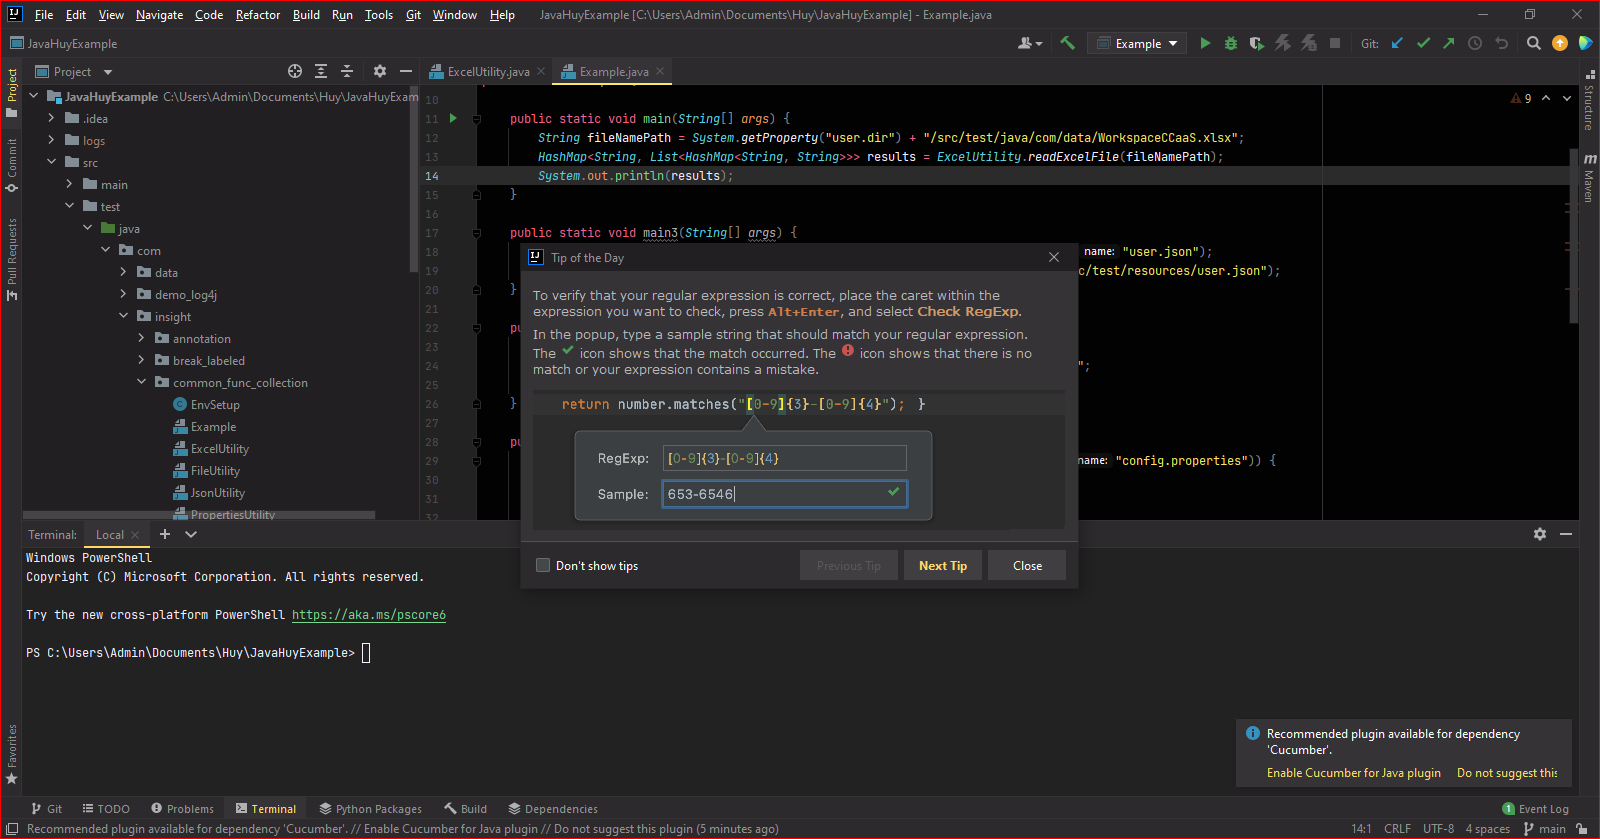 File Edit View Navigate Code Refactor Build Run Tools Git Window Help JavaHuyExample [C:\Users\Admin\Documents\Huy\JavaHuyExample] - Example.java
JavaHuyExample
Example
Git:
Project
ExcelUtility.java
Example.java
Project
Commit
Pull Requests
Favorites
JavaHuyExample C:\Users\Admin\Documents\Huy\JavaHuyExam
.idea
logs
src
main
test
java
com
data
demo_log4j
insight
annotation
break_labeled
common_func_collection
EnvSetup
Example
ExcelUtility
FileUtility
JsonUtility
PropertiesUtility
9
10
11 public static void main(String[] args) {
12 String fileNamePath = System.getProperty("user.dir") + "/src/test/java/com/data/WorkspaceCCaaS.xlsx";
13 HashMap<String, List<HashMap<String, String>>> results = ExcelUtility.readExcelFile(fileNamePath);
14 System.out.println(results);
15 }
16
17 public static void main3(String[] args) {
18 name: "user.json");
19 c/test/resources/user.json");
20 }
21
22 pu
23
24 ";
25
26 }
27
28 pu
29 name: "config.properties")) {
30
31
32
Structure
Maven
Tip of the Day
To verify that your regular expression is correct, place the caret within the
expression you want to check, press Alt+Enter, and select Check RegExp.
In the popup, type a sample string that should match your regular expression.
The icon shows that the match occurred. The icon shows that there is no
match or your expression contains a mistake.
return number.matches("[0-9]{3}-[0-9]{4}"); }
RegExp: [0-9]{3}-[0-9]{4}
Sample: 653-6546
Don't show tips
Previous Tip
Next Tip
Close
Terminal: Local
Windows PowerShell
Copyright (C) Microsoft Corporation. All rights reserved.
Try the new cross-platform PowerShell https://aka.ms/pscore6
PS C:\Users\Admin\Documents\Huy\JavaHuyExample>
Recommended plugin available for dependency
'Cucumber'.
Enable Cucumber for Java plugin Do not suggest this
Git TODO Problems Terminal Python Packages Build Dependencies 1 Event Log
Recommended plugin available for dependency 'Cucumber'. // Enable Cucumber for Java plugin // Do not suggest this plugin (5 minutes ago) 14:1 CRLF UTF-8 4 spaces main